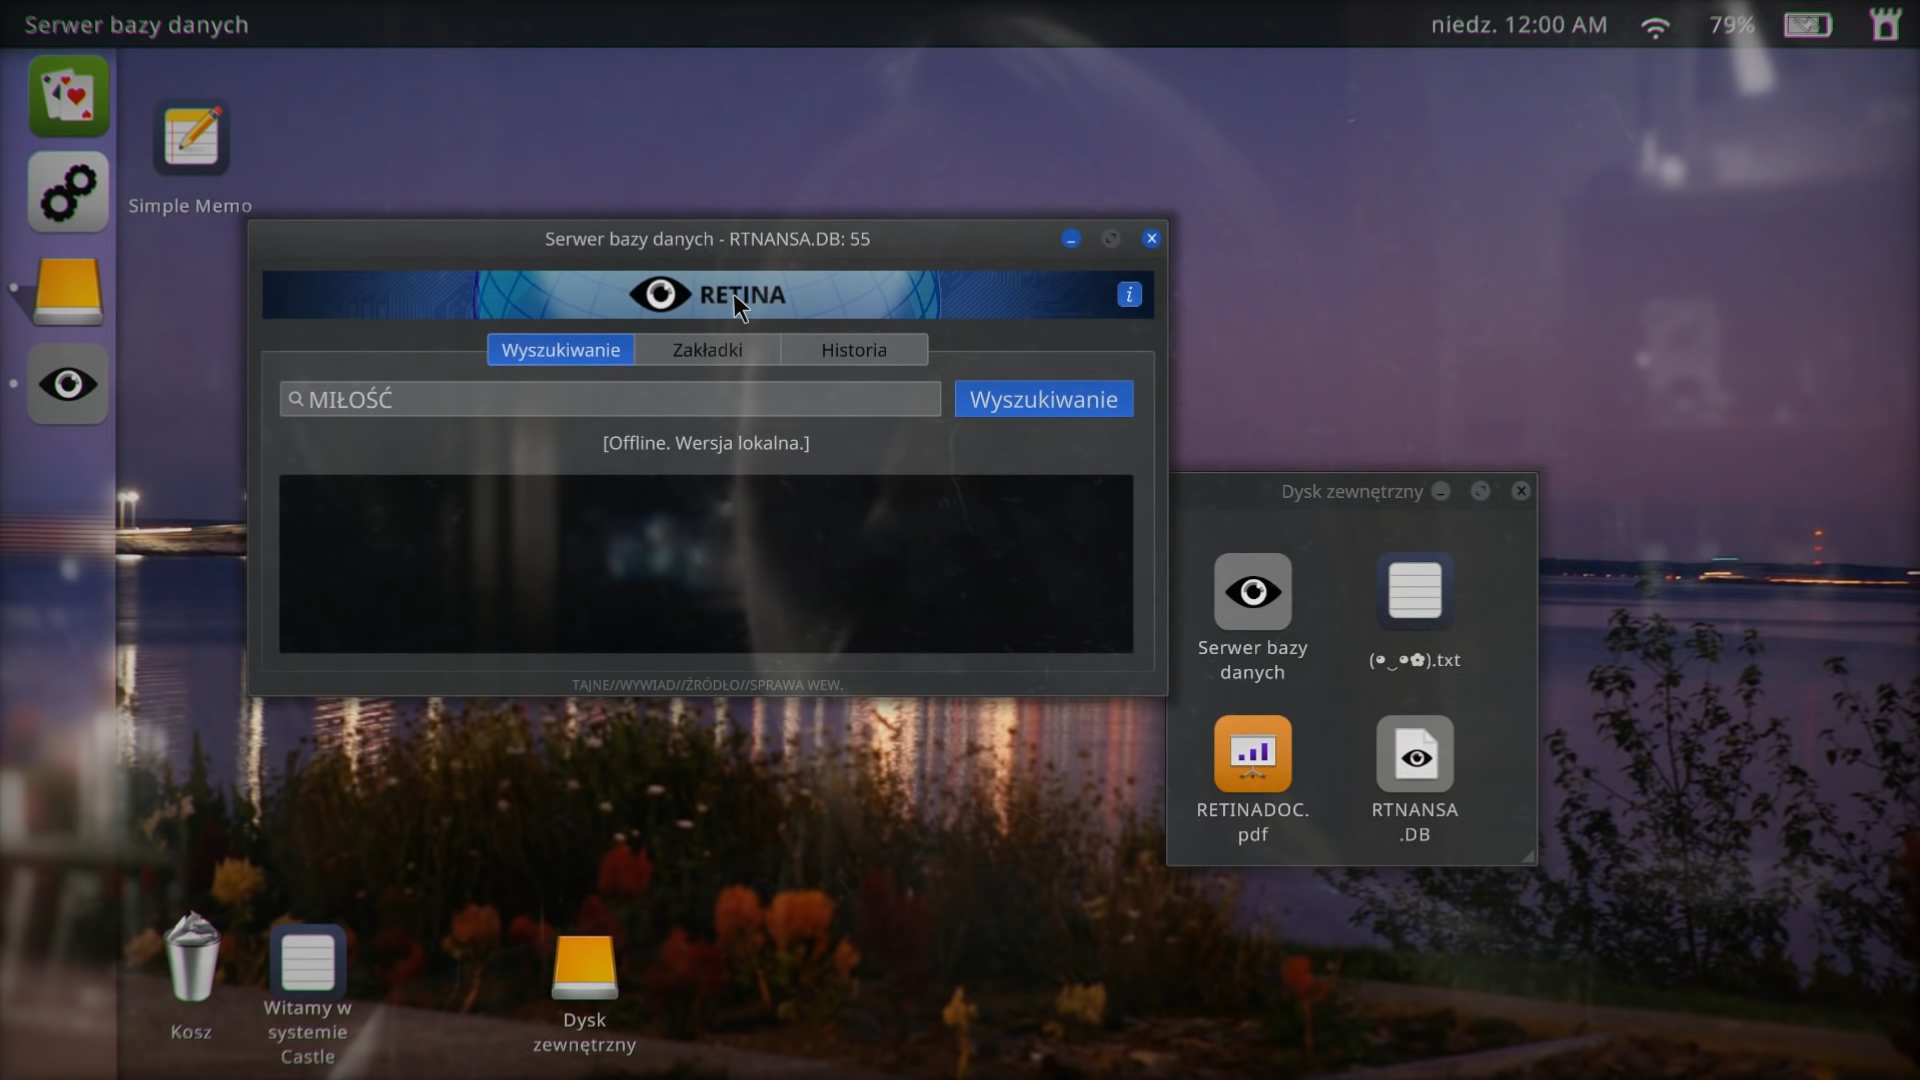 Serwer bazy danych
niedz. 12:00 AM
79%
Simple Memo
Serwer bazy danych - RTNANSA.DB: 55
RETINA
i
Wyszukiwanie
Zakładki
Historia
MIŁOŚĆ
Wyszukiwanie
[Offline. Wersja lokalna.]
TAJNE//WYWIAD//ŹRÓDŁO//SPRAWA WEW.
Dysk zewnętrzny
Serwer bazy
danych
(•‿•✿).txt
RETINADOC.
pdf
RTNANSA
.DB
Kosz
Witamy w
systemie
Castle
Dysk
zewnętrzny